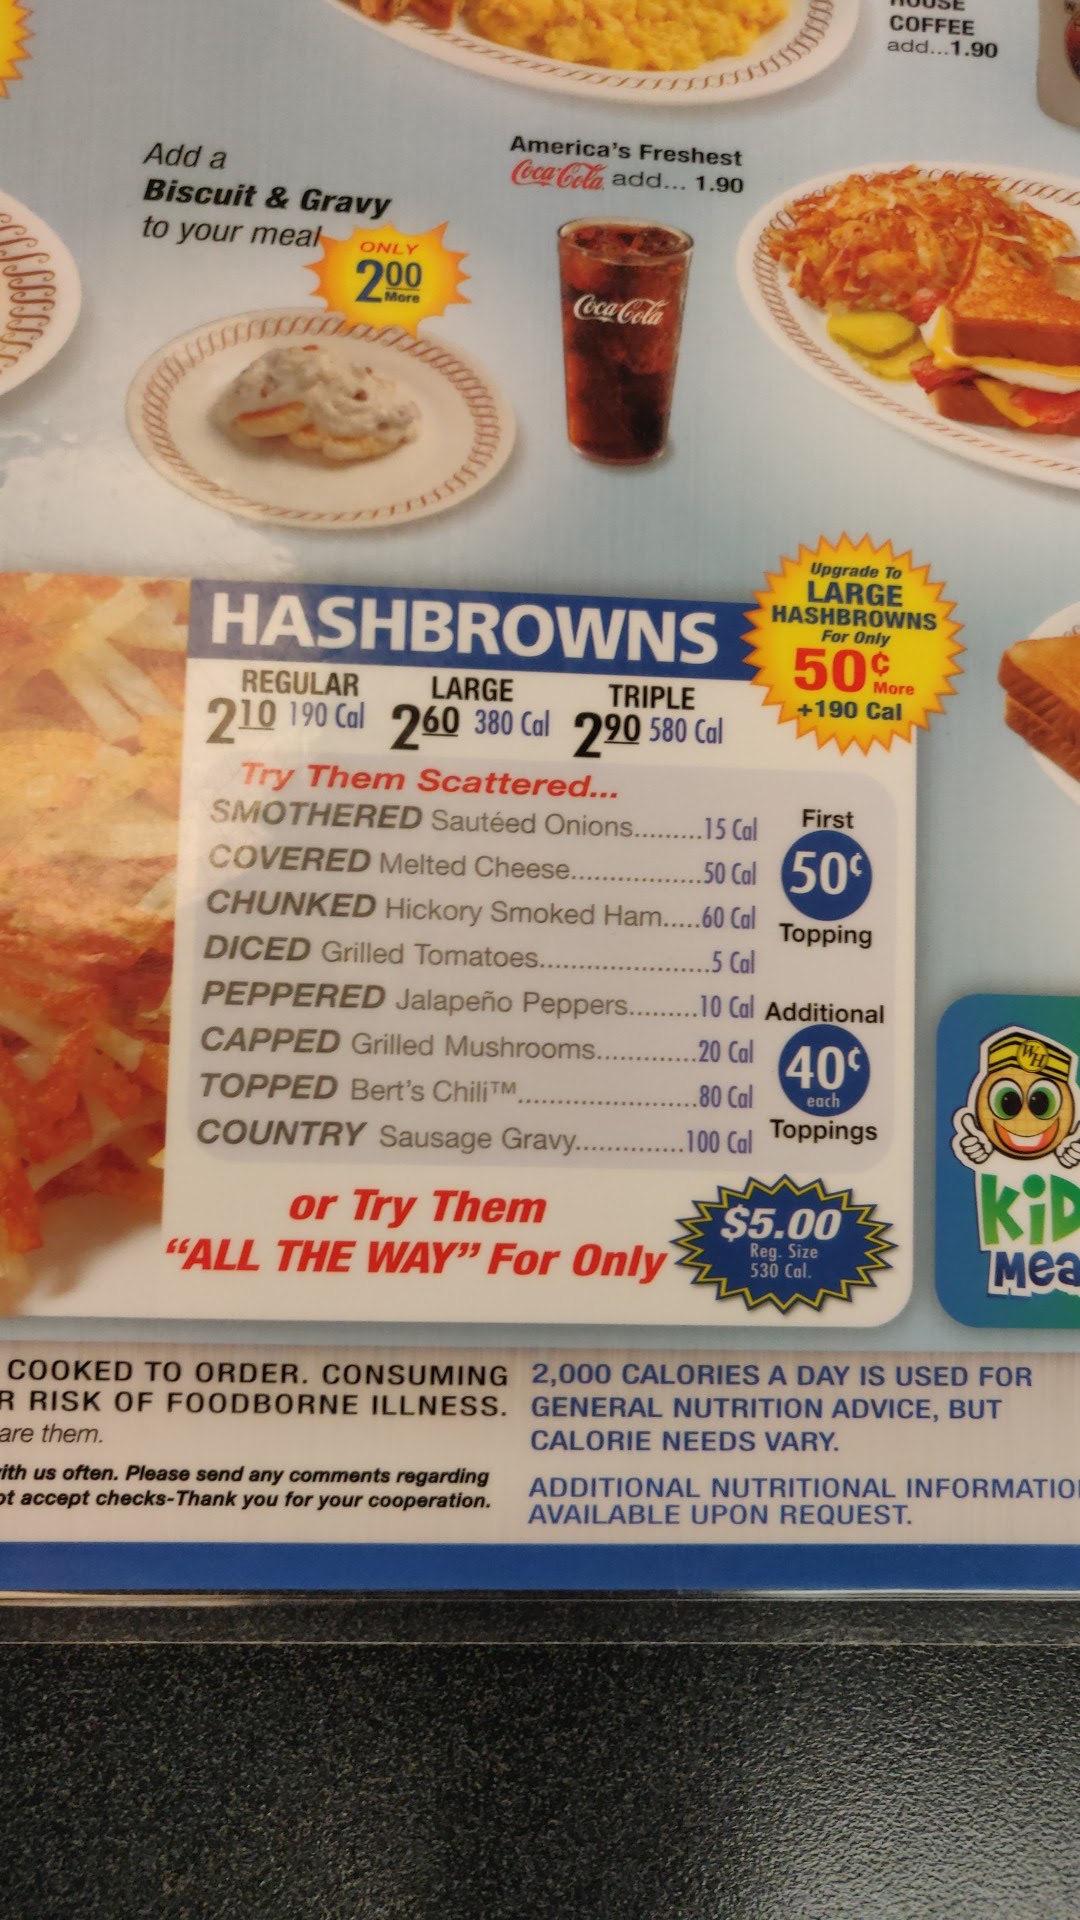 HOUSE
COFFEE
add...1.90
Add a
Biscuit & Gravy
to your meal
ONLY
2.00
More
America's Freshest
Coca-Cola add... 1.90
Coca-Cola
HASHBROWNS
Upgrade To
LARGE
HASHBROWNS
For Only
50¢
More
+190 Cal
REGULAR LARGE TRIPLE
2.10 190 Cal 2.60 380 Cal 2.90 580 Cal
Try Them Scattered...
SMOTHERED Sautéed Onions.........15 Cal
COVERED Melted Cheese.................50 Cal
CHUNKED Hickory Smoked Ham.....60 Cal
DICED Grilled Tomatoes......................5 Cal
PEPPERED Jalapeño Peppers.........10 Cal
CAPPED Grilled Mushrooms.............20 Cal
TOPPED Bert's Chili™.......................80 Cal
COUNTRY Sausage Gravy..............100 Cal
First
50¢
Topping
Additional
40¢
each
Toppings
or Try Them
"ALL THE WAY" For Only
$5.00
Reg. Size
530 Cal.
WH
KiD
Mea
COOKED TO ORDER. CONSUMING
R RISK OF FOODBORNE ILLNESS.
are them.
ith us often. Please send any comments regarding
ot accept checks-Thank you for your cooperation.
2,000 CALORIES A DAY IS USED FOR
GENERAL NUTRITION ADVICE, BUT
CALORIE NEEDS VARY.
ADDITIONAL NUTRITIONAL INFORMATIO
AVAILABLE UPON REQUEST.